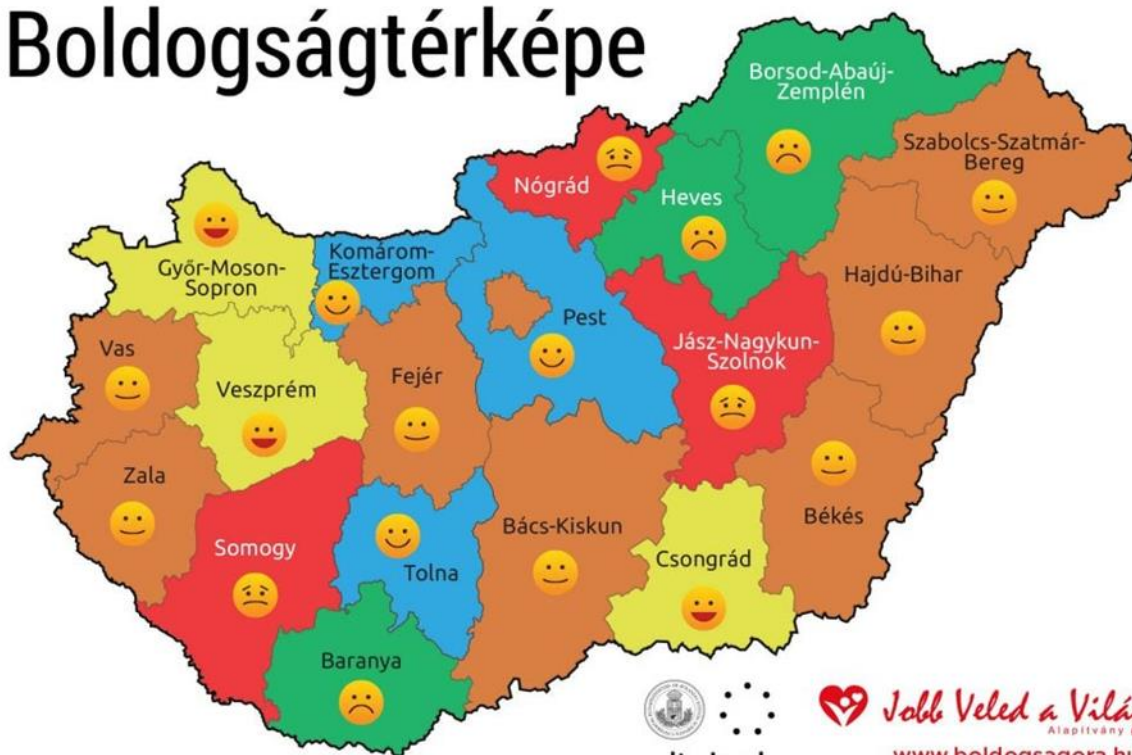 Boldogságtérképe
Borsod-Abaúj-
Zemplén
Szabolcs-Szatmár-
Bereg
Nógrád
Heves
Komárom-
Esztergom
Győr-Moson-
Sopron
Hajdú-Bihar
Pest
Jász-Nagykun-
Szolnok
Vas
Fejér
Veszprém
Zala
Bács-Kiskun
Békés
Somogy
Csongrád
Tolna
Baranya
Jobb Veled a
Alapítvány